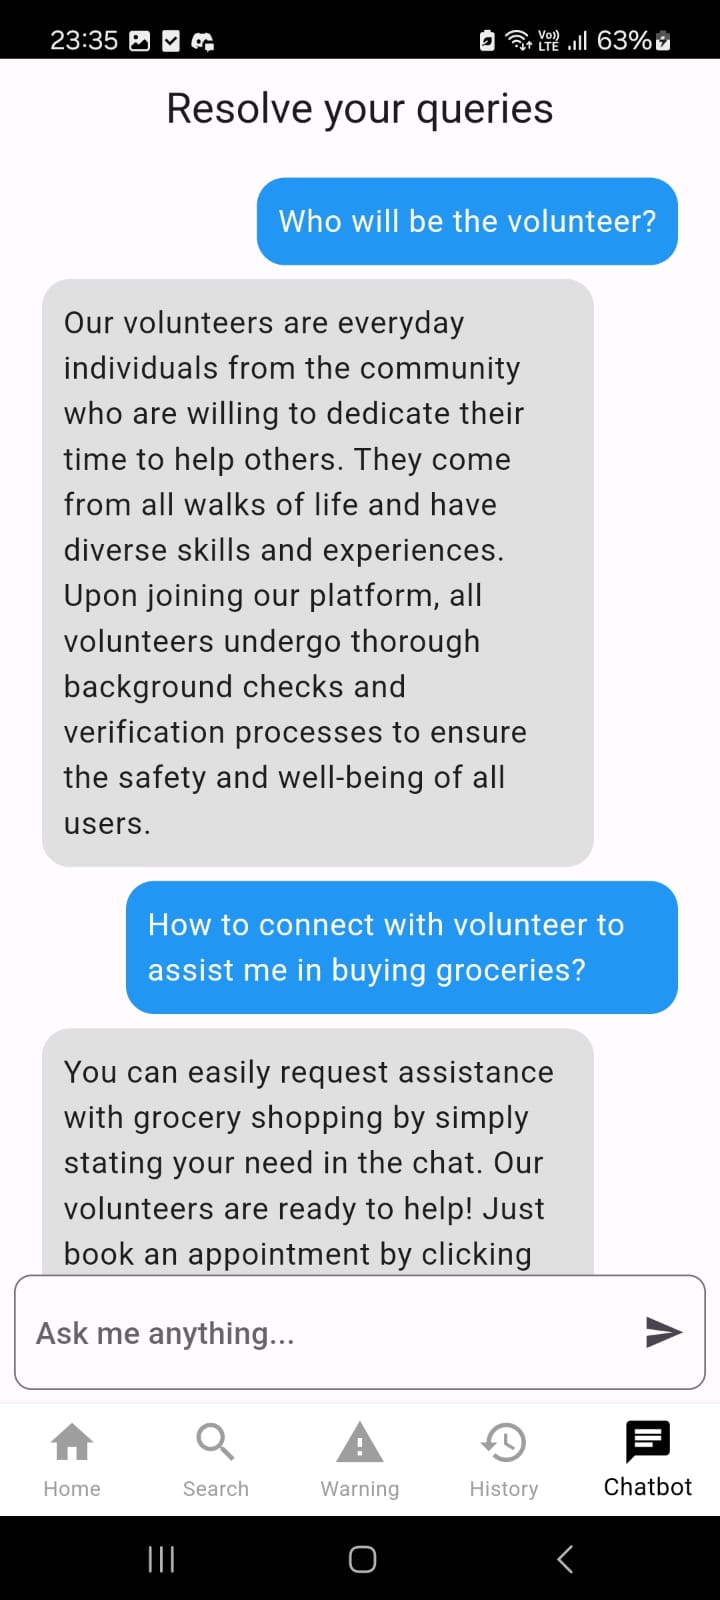 23:35
Vo))
LTE
63%
Resolve your queries
Who will be the volunteer?
Our volunteers are everyday
individuals from the community
who are willing to dedicate their
time to help others. They come
from all walks of life and have
diverse skills and experiences.
Upon joining our platform, all
volunteers undergo thorough
background checks and
verification processes to ensure
the safety and well-being of all
users.
How to connect with volunteer to
assist me in buying groceries?
You can easily request assistance
with grocery shopping by simply
stating your need in the chat. Our
volunteers are ready to help! Just
book an appointment by clicking
Ask me anything...
Home
Search
Warning
History
Chatbot